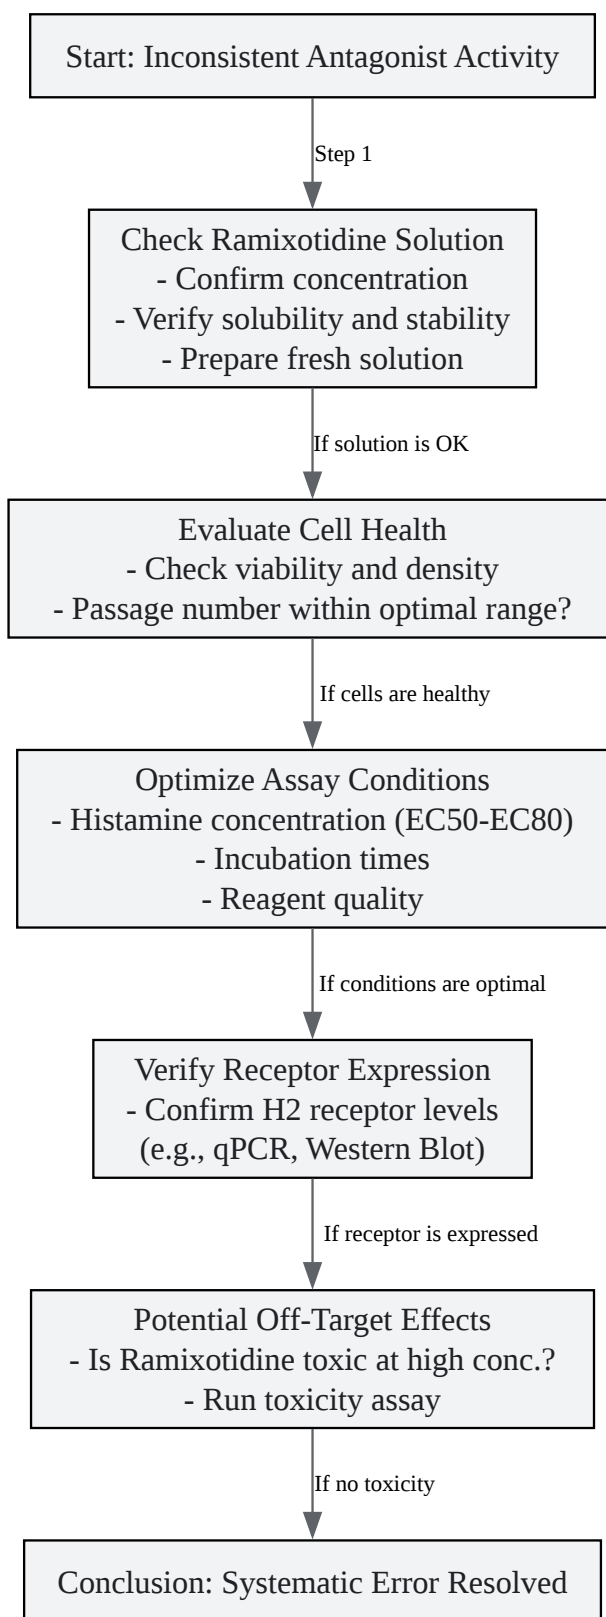 Start: Inconsistent Antagonist Activity
Step 1
Check Ramixotidine Solution
- Confirm concentration
- Verify solubility and stability
- Prepare fresh solution
If solution is OK
Evaluate Cell Health
- Check viability and density
- Passage number within optimal range?
If cells are healthy
Optimize Assay Conditions
- Histamine concentration (EC50-EC80)
- Incubation times
- Reagent quality
If conditions are optimal
Verify Receptor Expression
- Confirm H2 receptor levels
(e.g., qPCR, Western Blot)
If receptor is expressed
Potential Off-Target Effects
- Is Ramixotidine toxic at high conc.?
- Run toxicity assay
If no toxicity
Conclusion: Systematic Error Resolved